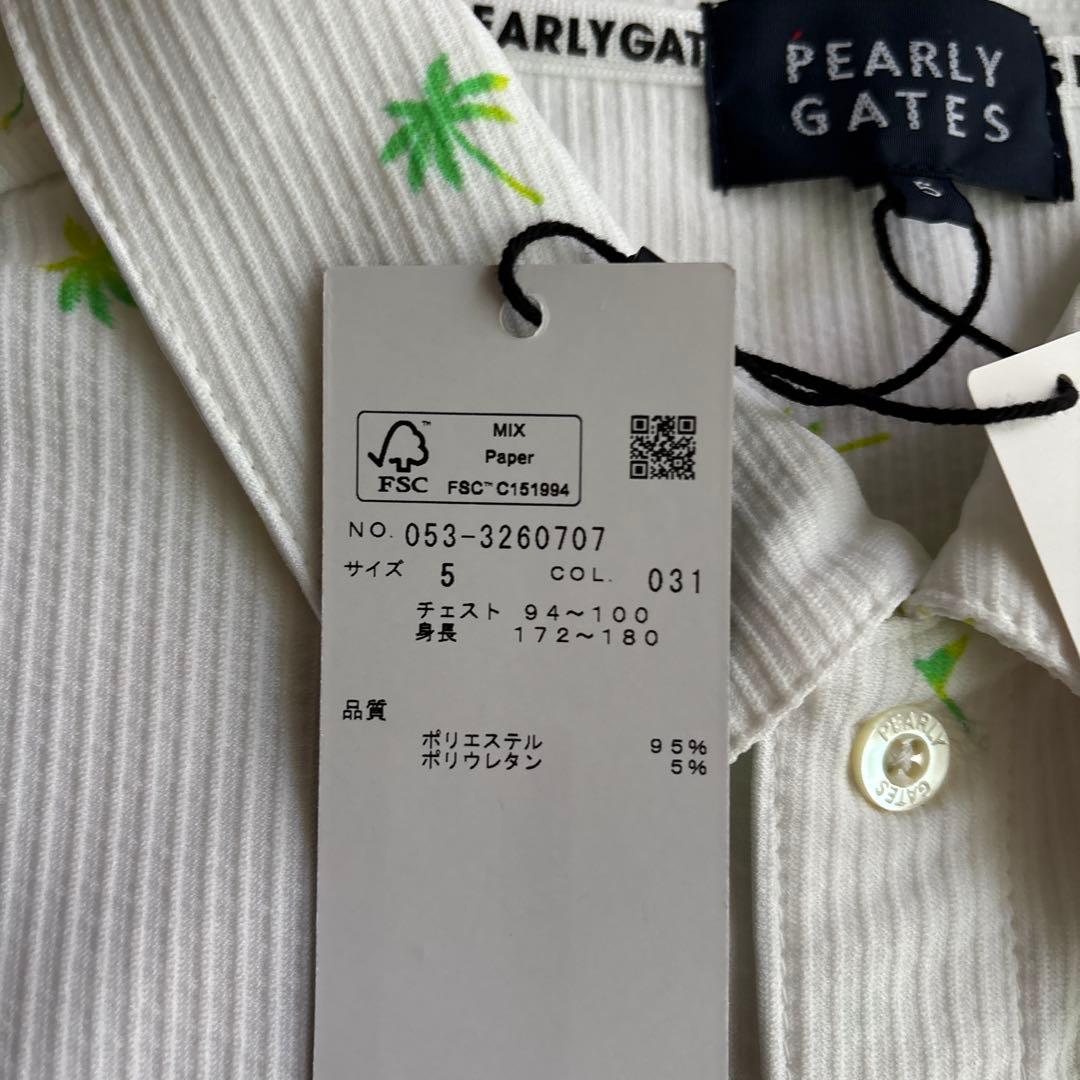 EARLYGAT
PEARLY
GATES
5
MIX
Paper
FSC
FSC™ C151994
NO. 053-3260707
サイズ 5 COL. 031
チェスト 94～100
身長 172～180
品質
ポリエステル 95%
ポリウレタン 5%
PEARLY
GATES